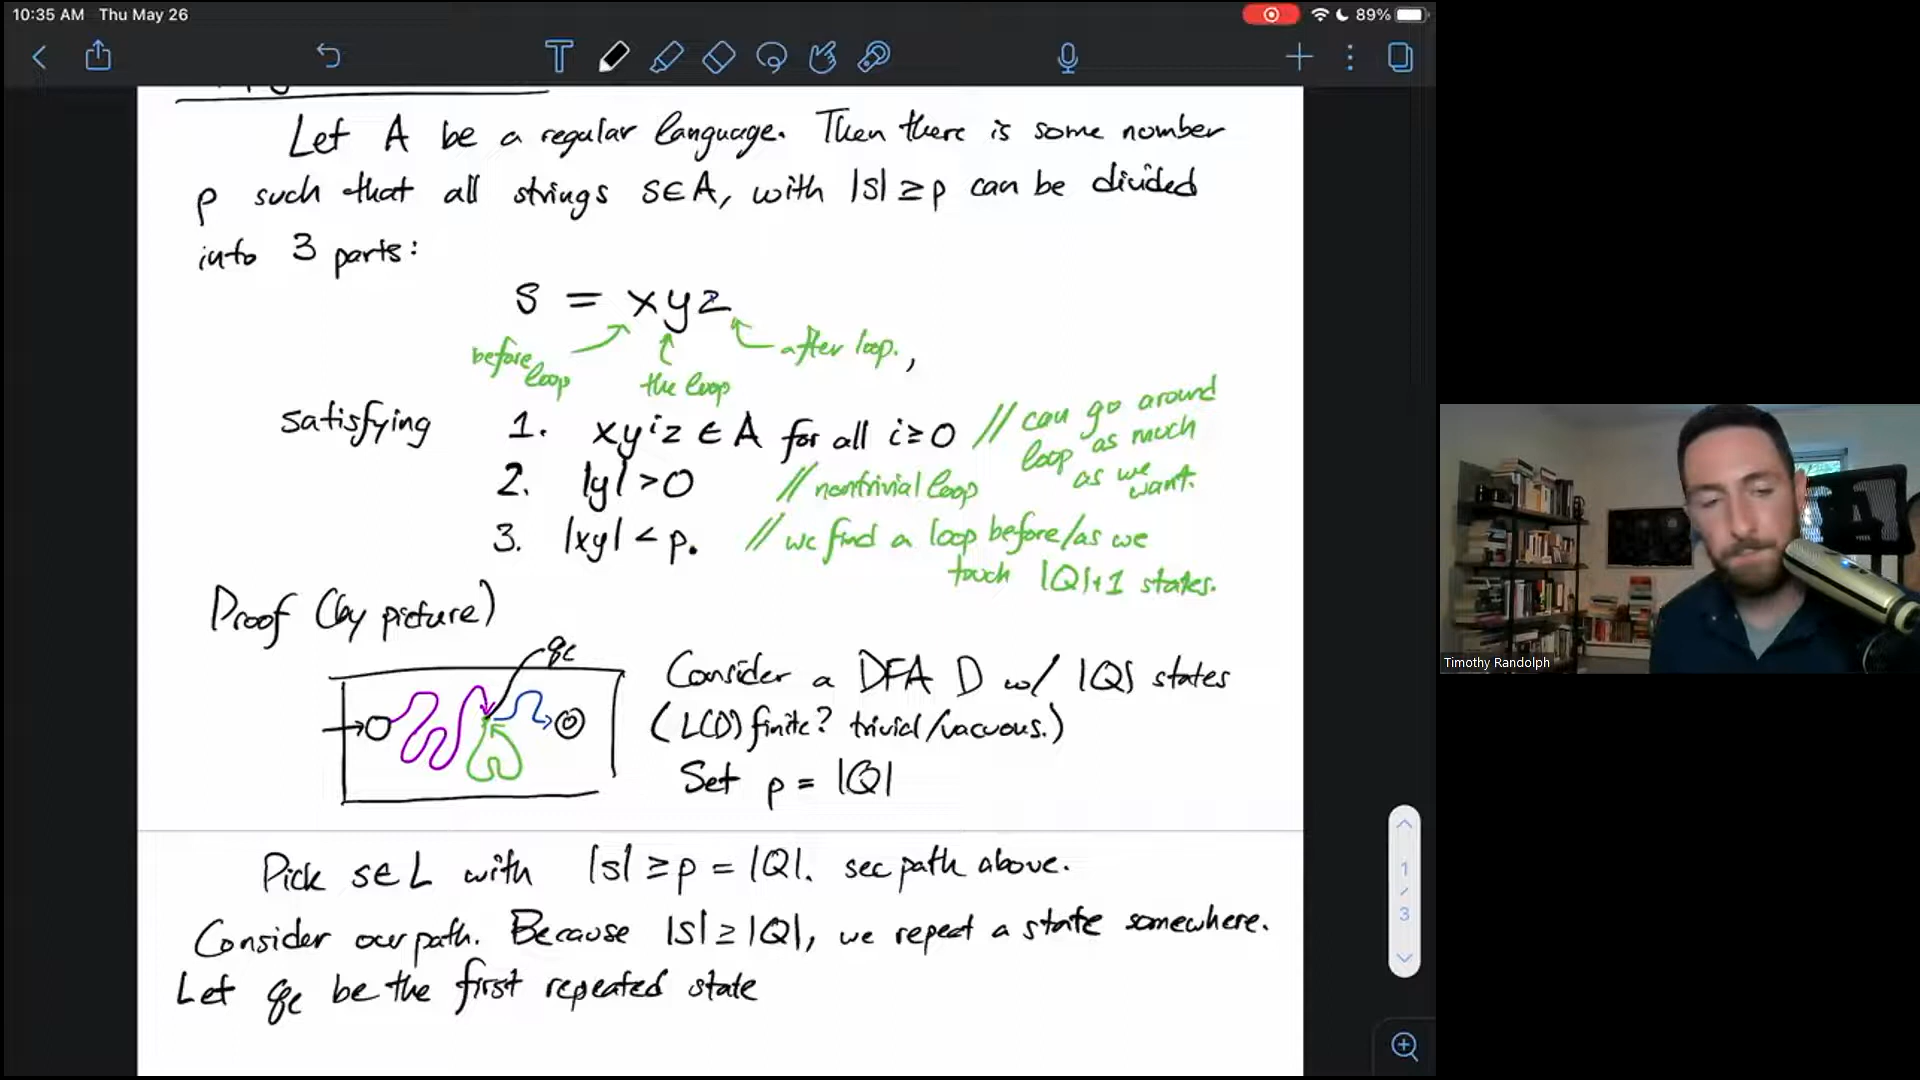 10:35 AM Thu May 26
89%
Let A be a regular language. Then there is some number
p such that all strings s∈A, with |s| ≥ p can be divided
into 3 parts:
s = xyz
before loop
the loop
after loop.,
satisfying 1. xyⁱz ∈ A for all i≥0 // can go around loop as much as we want.
2. |y| > 0 // nontrivial loop
3. |xy| < p. // we find a loop before/as we
touch |Q|+1 states.
Proof (by picture)
Consider a DFA D w/ |Q| states
(L(D) finite? trivial/vacuous.)
Set p = |Q|
Pick s∈L with |s| ≥ p = |Q|. see path above.
Consider our path. Because |s| ≥ |Q|, we repeat a state somewhere.
Let be the first repeated state
1
/
3
Timothy Randolph